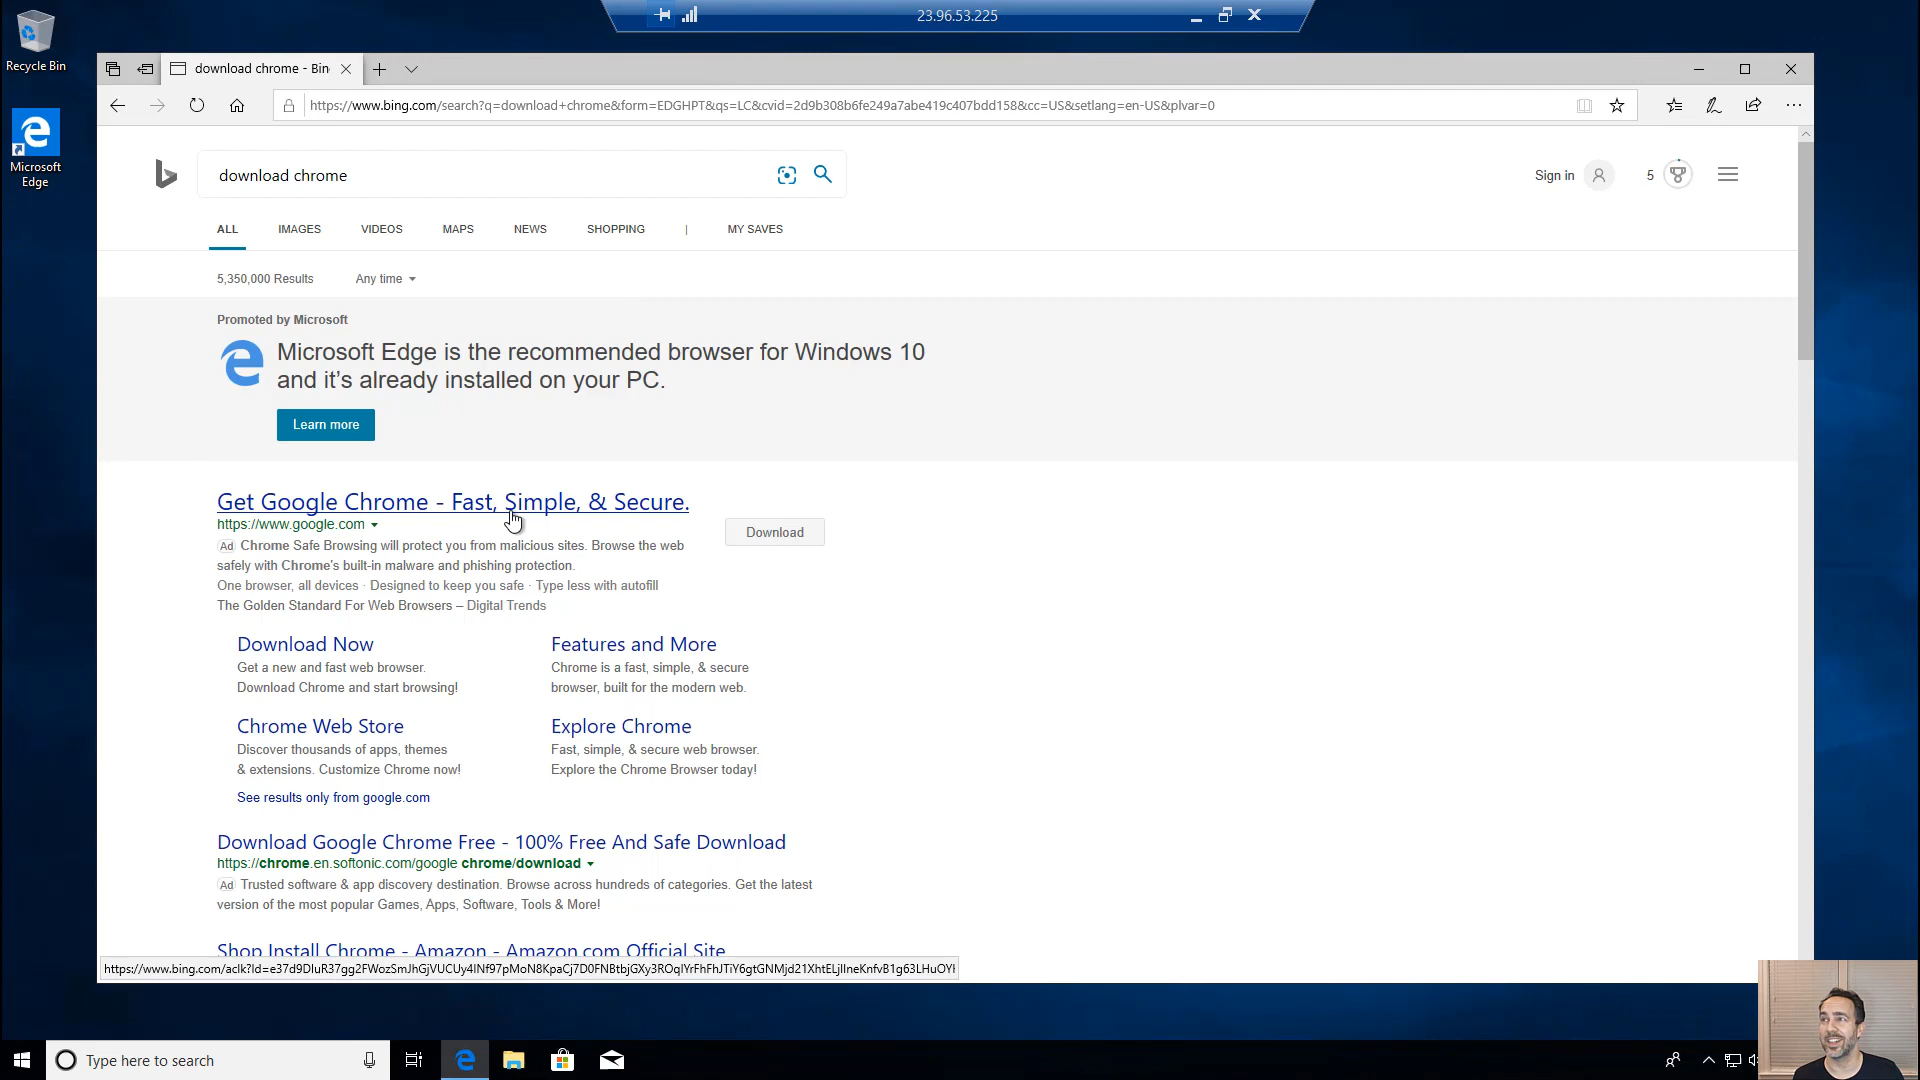 23.96.53.225
Recycle Bin
Microsoft
Edge
download chrome - Bin
https://www.bing.com/search?q=download+chrome&form=EDGHPT&qs=LC&cvid=2d9b308b6fe249a7abe419c407bdd158&cc=US&setlang=en-US&plvar=0
download chrome
Sign in
5
ALL IMAGES VIDEOS MAPS NEWS SHOPPING | MY SAVES
5,350,000 Results Any time
Promoted by Microsoft
Microsoft Edge is the recommended browser for Windows 10
and it's already installed on your PC.
Learn more
Get Google Chrome - Fast, Simple, & Secure.
https://www.google.com
Download
Ad Chrome Safe Browsing will protect you from malicious sites. Browse the web
safely with Chrome's built-in malware and phishing protection.
One browser, all devices · Designed to keep you safe · Type less with autofill
The Golden Standard For Web Browsers – Digital Trends
Download Now
Get a new and fast web browser.
Download Chrome and start browsing!
Features and More
Chrome is a fast, simple, & secure
browser, built for the modern web.
Chrome Web Store
Discover thousands of apps, themes
& extensions. Customize Chrome now!
Explore Chrome
Fast, simple, & secure web browser.
Explore the Chrome Browser today!
See results only from google.com
Download Google Chrome Free - 100% Free And Safe Download
https://chrome.en.softonic.com/google chrome/download
Ad Trusted software & app discovery destination. Browse across hundreds of categories. Get the latest
version of the most popular Games, Apps, Software, Tools & More!
Shop Install Chrome - Amazon - Amazon.com Official Site
Type here to search